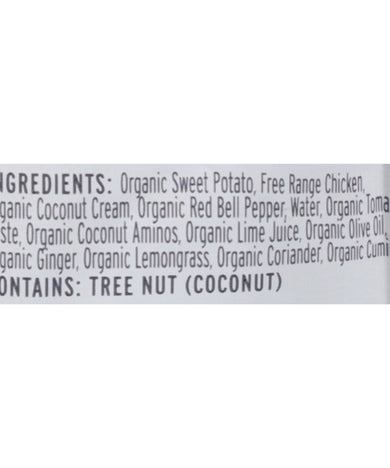 NGREDIENTS: Organic Sweet Potato, Free Range Chicken,
ganic Coconut Cream, Organic Red Bell Pepper, Water, Organic Toma
ste, Organic Coconut Aminos, Organic Lime Juice, Organic Olive Oil,
ganic Ginger, Organic Lemongrass, Organic Coriander, Organic Cumi
ONTAINS: TREE NUT (COCONUT)